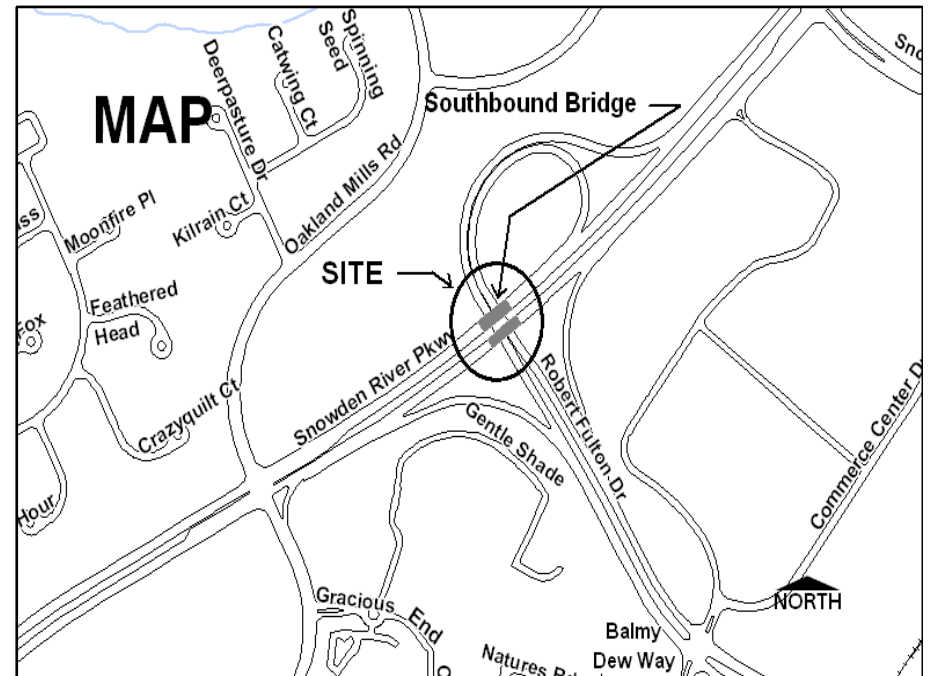 MAP
Deerpasture Dr
Catwing Ct
Spinning
Seed
Sno
Southbound Bridge
Oakland Mills Rd
Moonfire Pl
Kilrain Ct
SITE
Feathered
Head
Fox
Crazyquilt Ct
Snowden River Pkwy
Robert Fulton Dr
Gentle Shade
Commerce Center D
Hour
NORTH
Gracious End
Balmy
Dew Way
Natures R